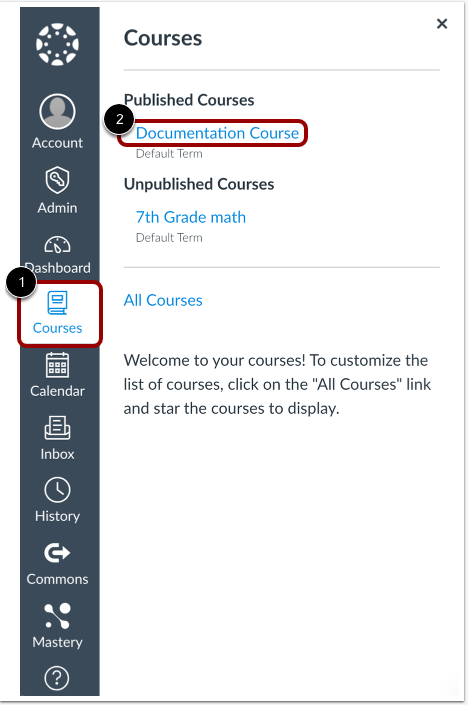 Courses
×
Published Courses
2
Documentation Course
Default Term
Unpublished Courses
7th Grade math
Default Term
All Courses
Welcome to your courses! To customize the
list of courses, click on the "All Courses" link
and star the courses to display.
Account
Admin
Dashboard
1
Courses
Calendar
Inbox
History
Commons
Mastery
?